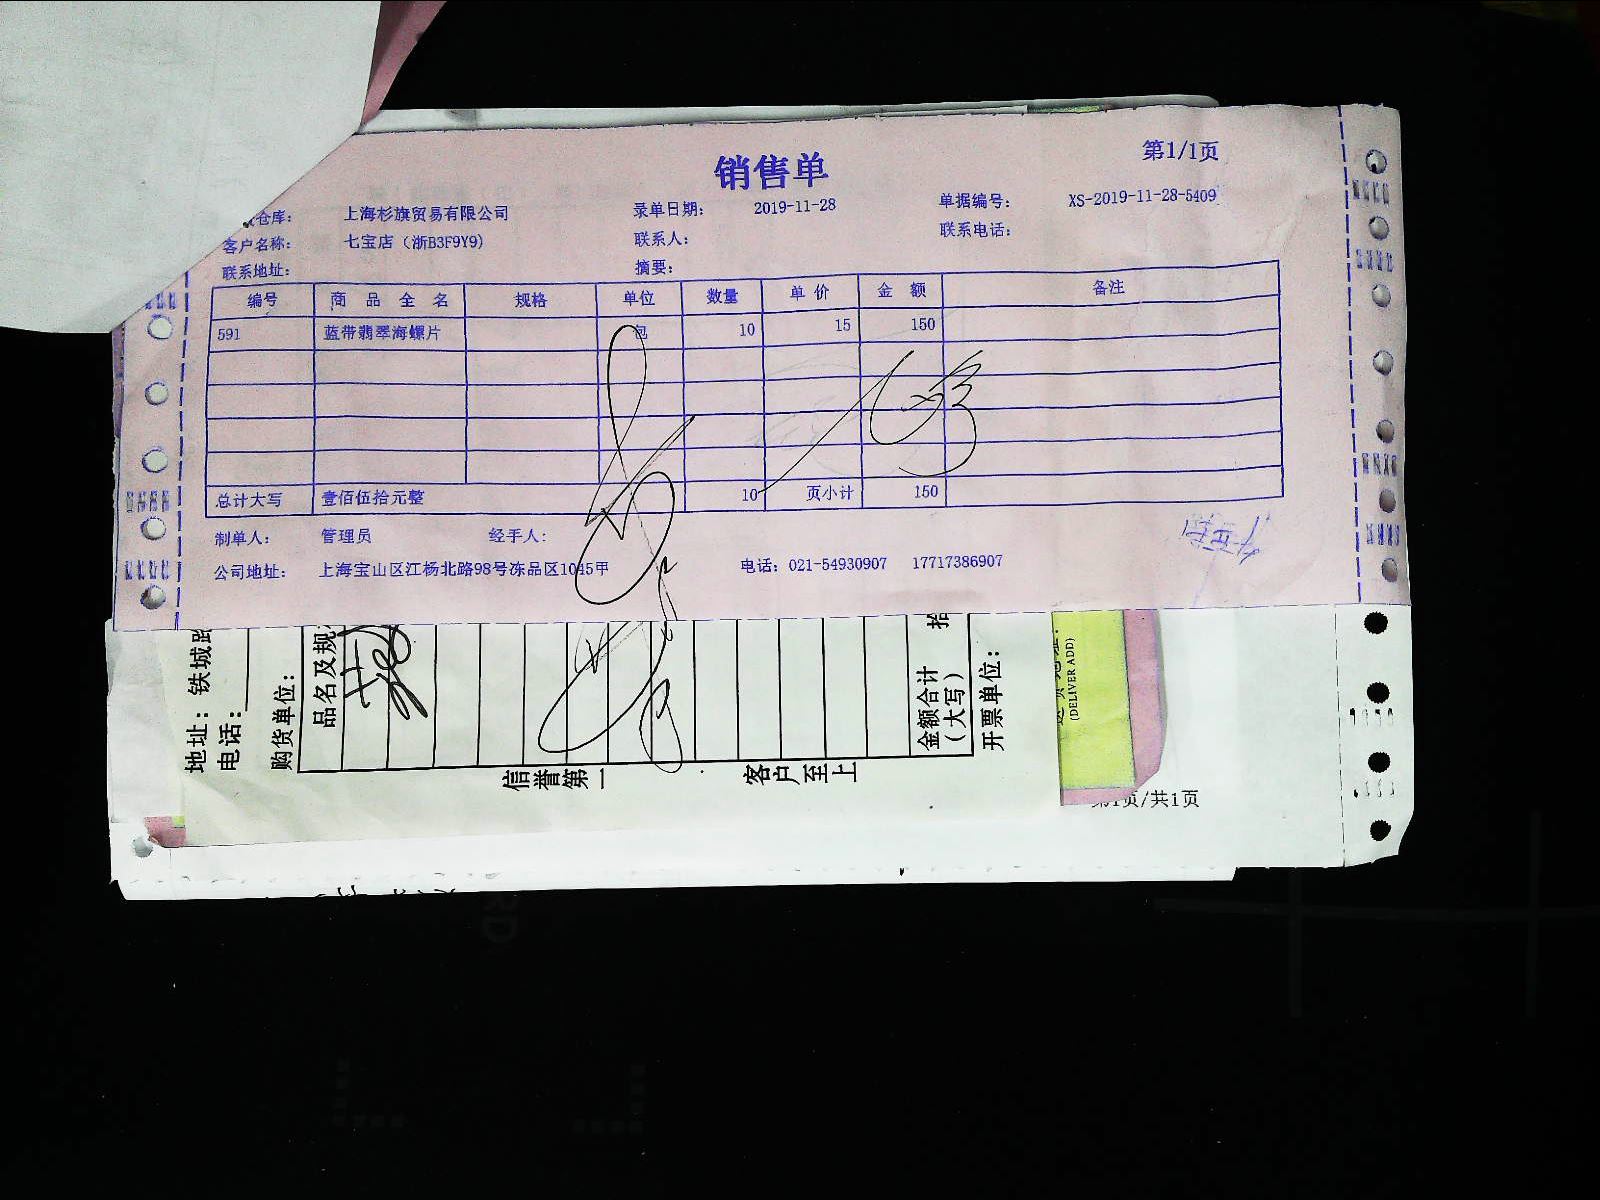 销售单
第1/1页
仓库： 上海杉旗贸易有限公司 录单日期： 2019-11-28 单据编号： XS-2019-11-28-5409
客户名称： 七宝店（浙B3F9Y9） 联系人： 联系电话：
联系地址： 摘要：
编号 商品全名 规格 单位 数量 单价 金额 备注
591 蓝带翡翠海螺片 包 10 15 150
总计大写 壹佰伍拾元整 10 页小计 150
制单人： 管理员 经手人：
公司地址： 上海宝山区江杨北路98号冻品区1045甲 电话：021-54930907 17717386907
地址：铁城路
电话：
购货单位：
品名及规
拾
金额合计
（大写）
开票单位：
信誉第一 客户至上
(DELIVER ADD)
第1页/共1页